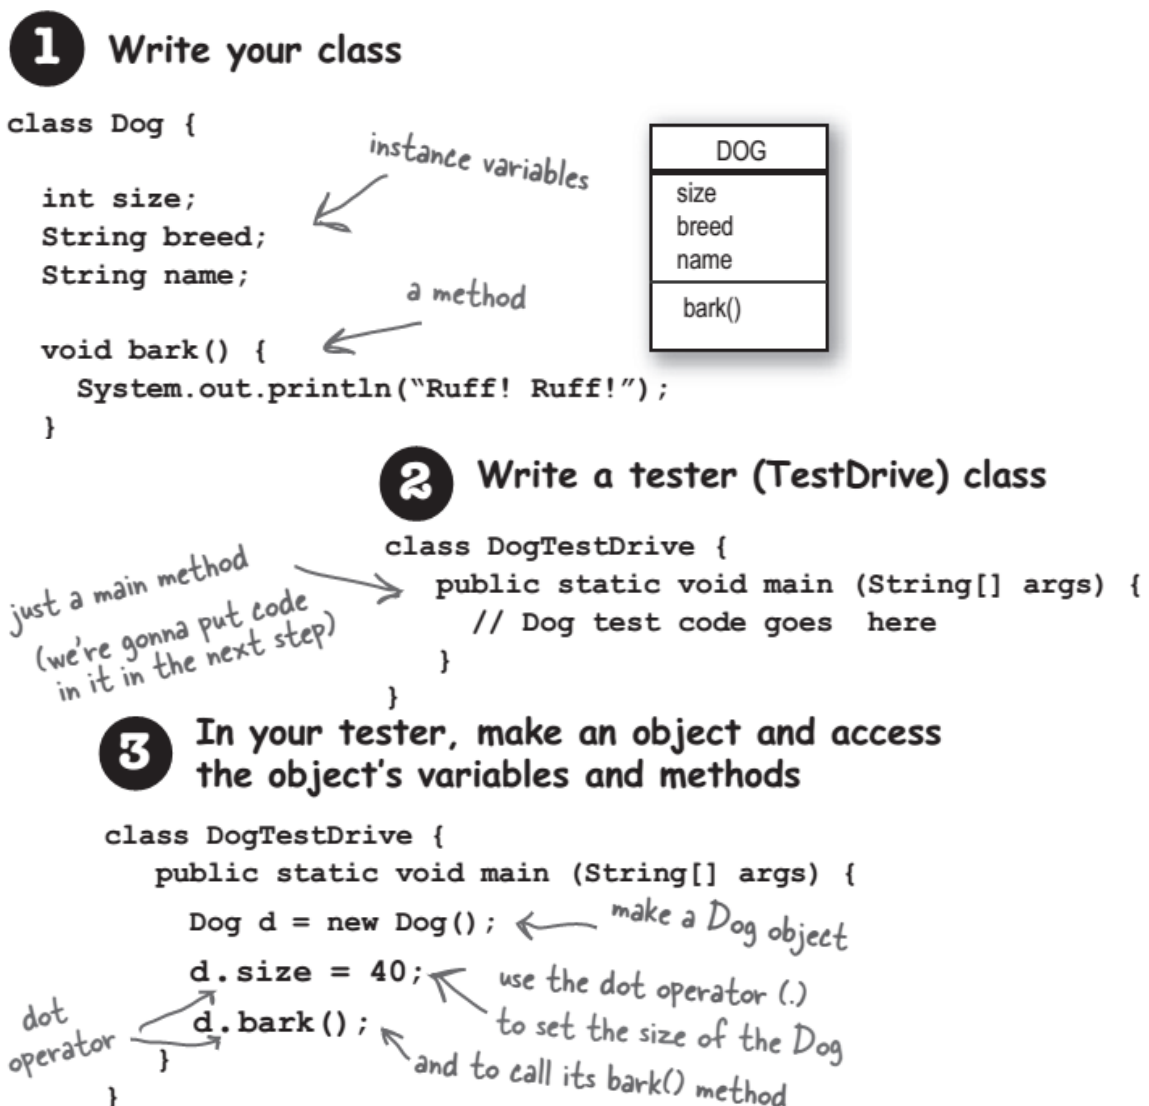 1 Write your class
class Dog {
int size;
String breed;
String name;
instance variables
void bark() {
a method
System.out.println(“Ruff! Ruff!”);
}
DOG
size
breed
name
bark()
2 Write a tester (TestDrive) class
class DogTestDrive {
public static void main (String[] args) {
// Dog test code goes  here
}
}
just a main method
(we're gonna put code
in it in the next step)
3 In your tester, make an object and access
the object's variables and methods
class DogTestDrive {
public static void main (String[] args) {
Dog d = new Dog();
make a Dog object
d.size = 40;
use the dot operator (.)
to set the size of the Dog
d.bark();
and to call its bark() method
dot
operator
}
}